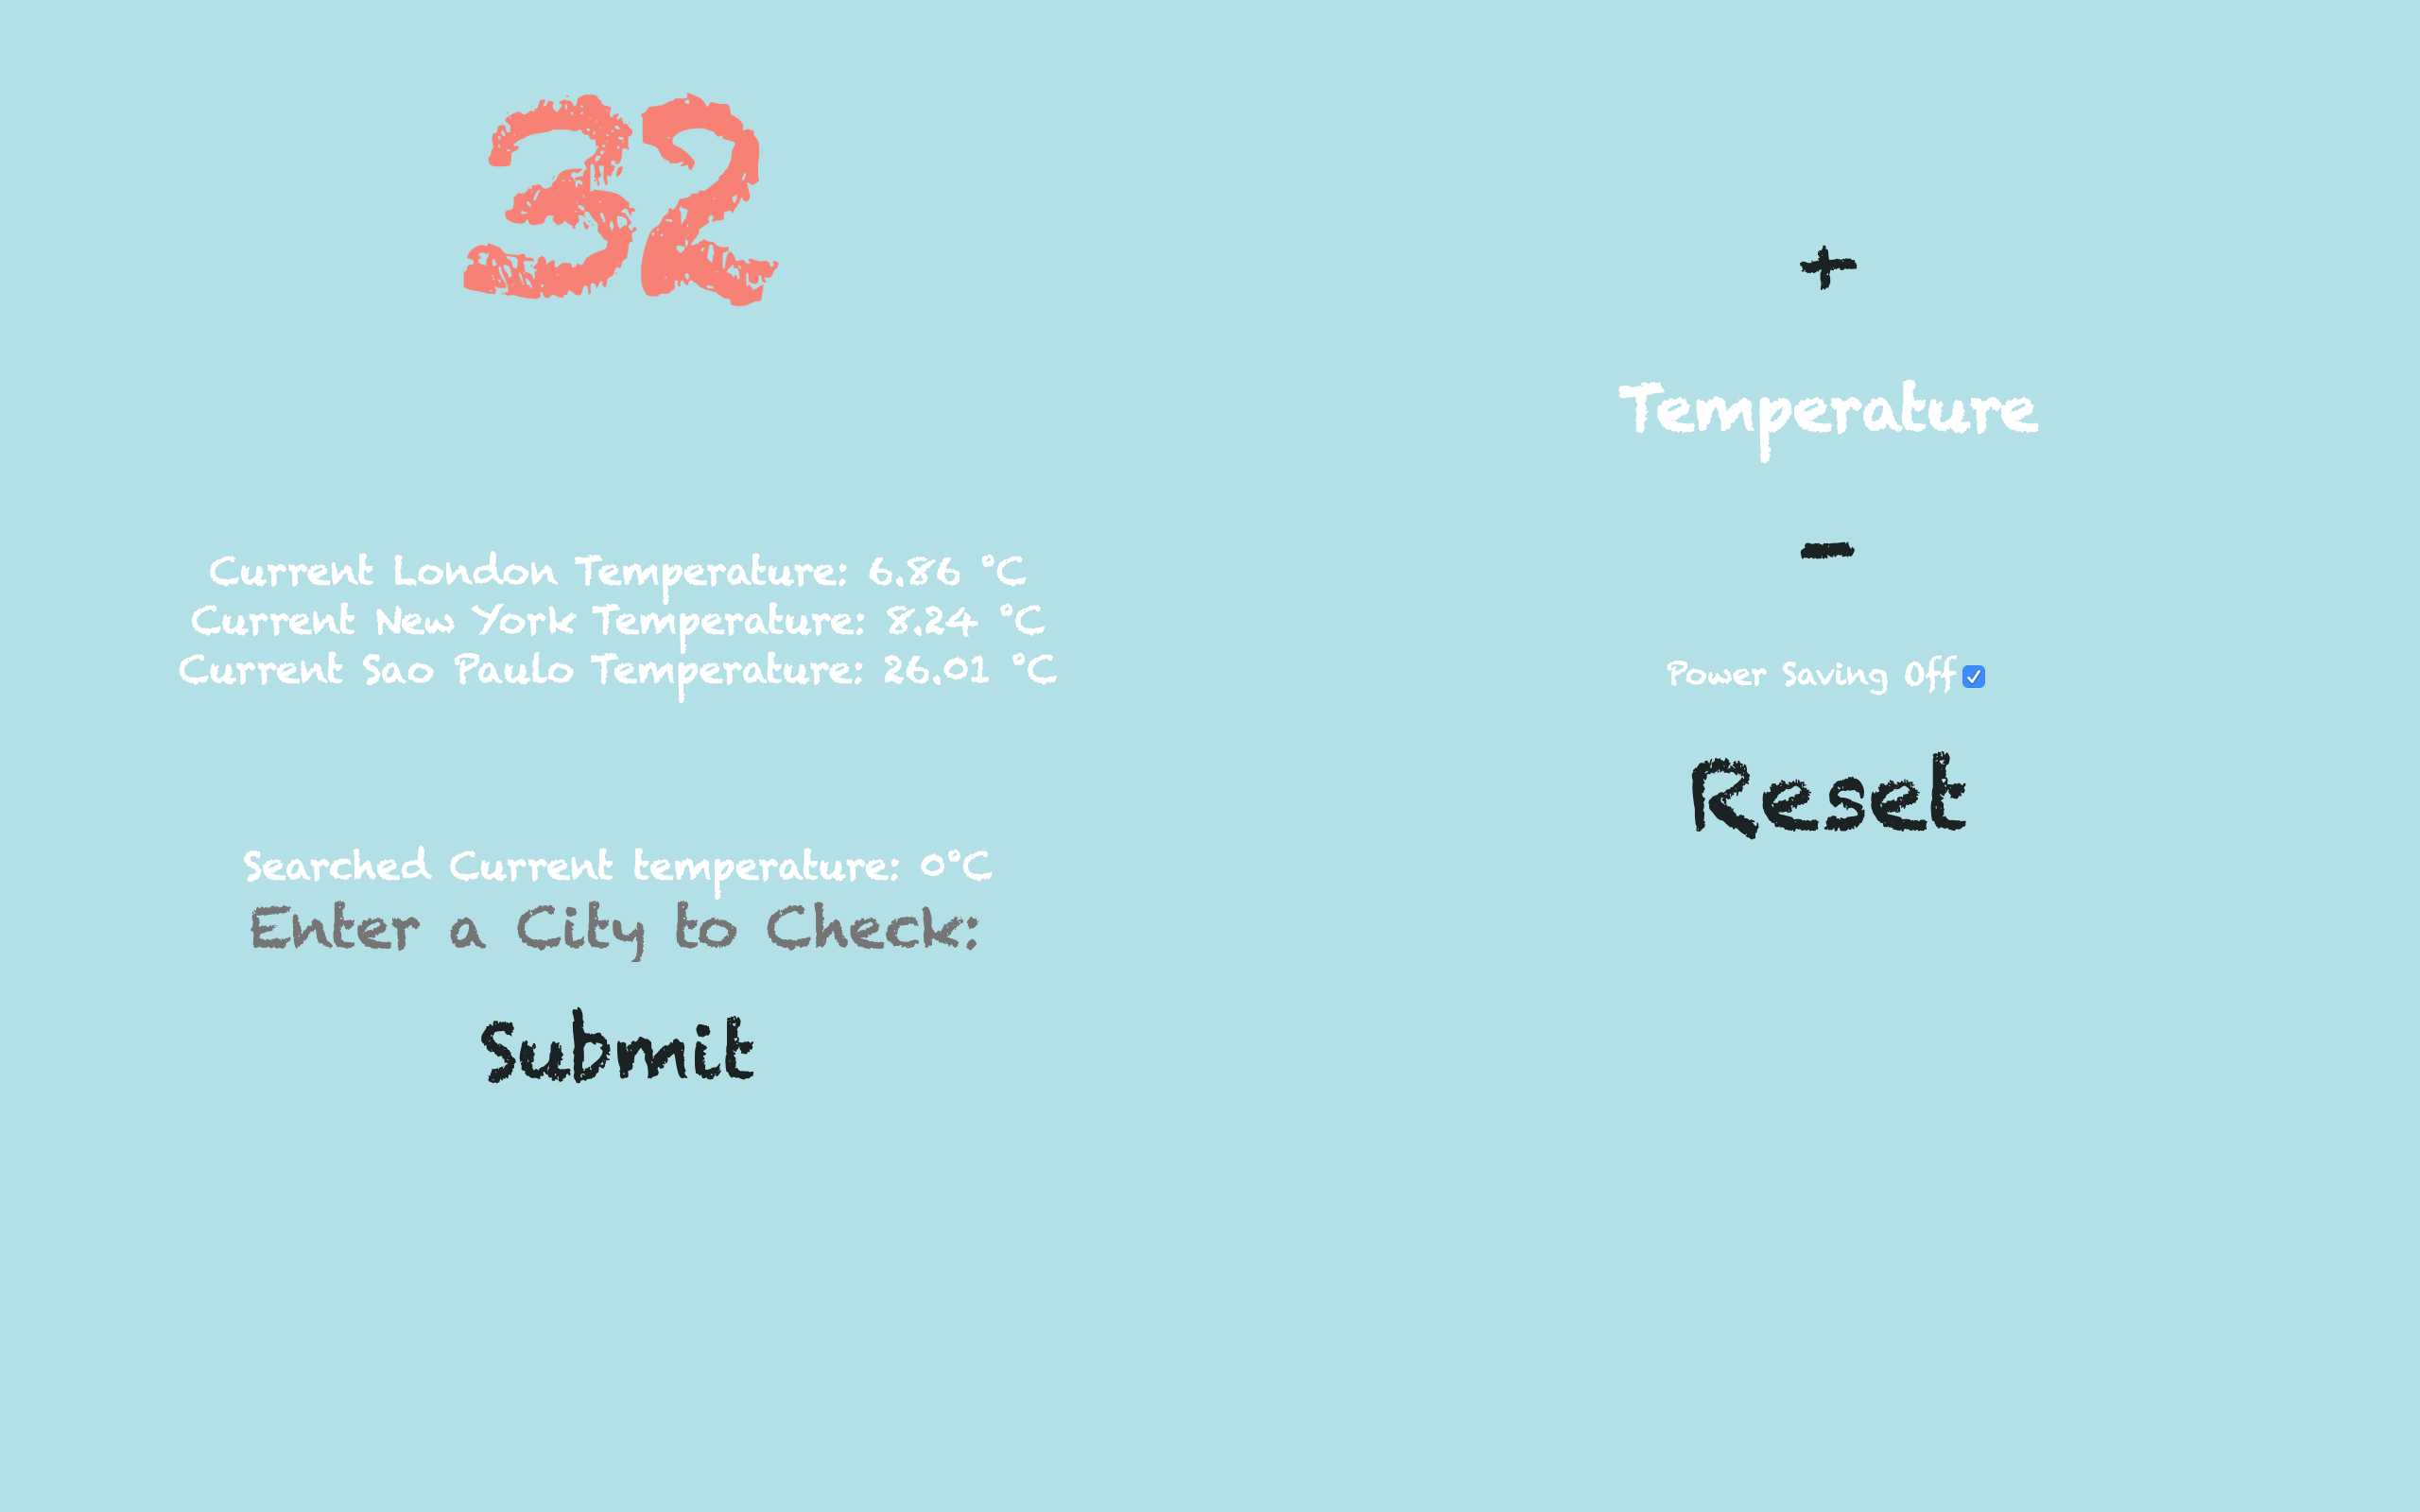 32
Current London Temperature: 6.86 °C
Current New York Temperature: 8.24 °C
Current Sao Paulo Temperature: 26.01 °C
Searched Current temperature: 0°C
Enter a City to Check:
Submit
+
Temperature
-
Power Saving Off
Reset